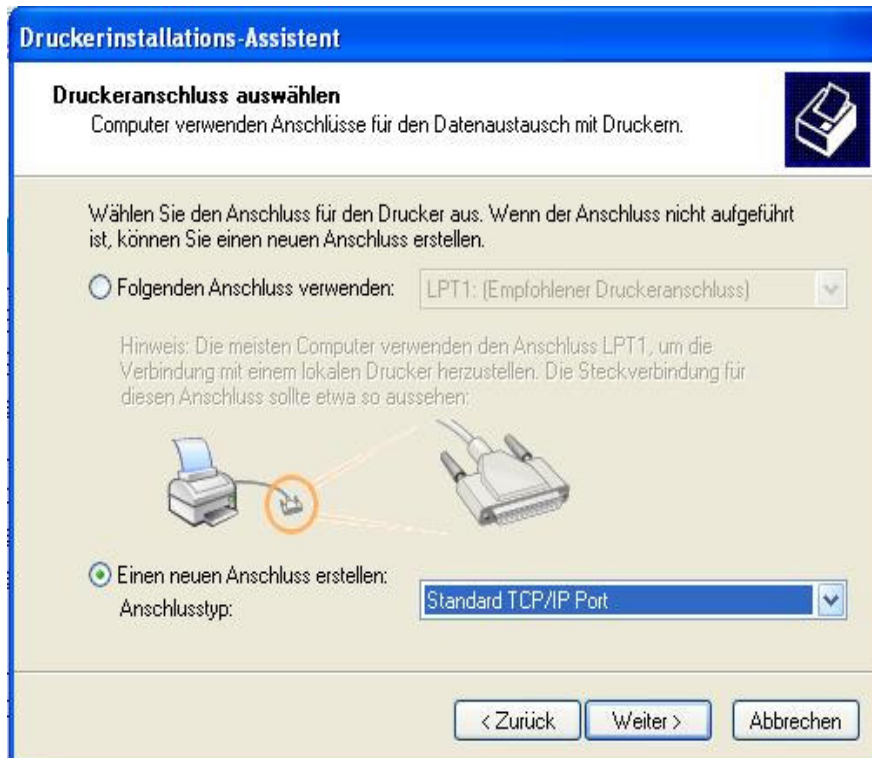 Druckerinstallations-Assistent
Druckeranschluss auswählen
Computer verwenden Anschlüsse für den Datenaustausch mit Druckern.
Wählen Sie den Anschluss für den Drucker aus. Wenn der Anschluss nicht aufgeführt
ist, können Sie einen neuen Anschluss erstellen.
Folgenden Anschluss verwenden:
LPT1: (Empfohlener Druckeranschluss)
Hinweis: Die meisten Computer verwenden den Anschluss LPT1, um die
Verbindung mit einem lokalen Drucker herzustellen. Die Steckverbindung für
diesen Anschluss sollte etwa so aussehen:
Einen neuen Anschluss erstellen:
Anschlusstyp:
Standard TCP/IP Port
< Zurück
Weiter >
Abbrechen